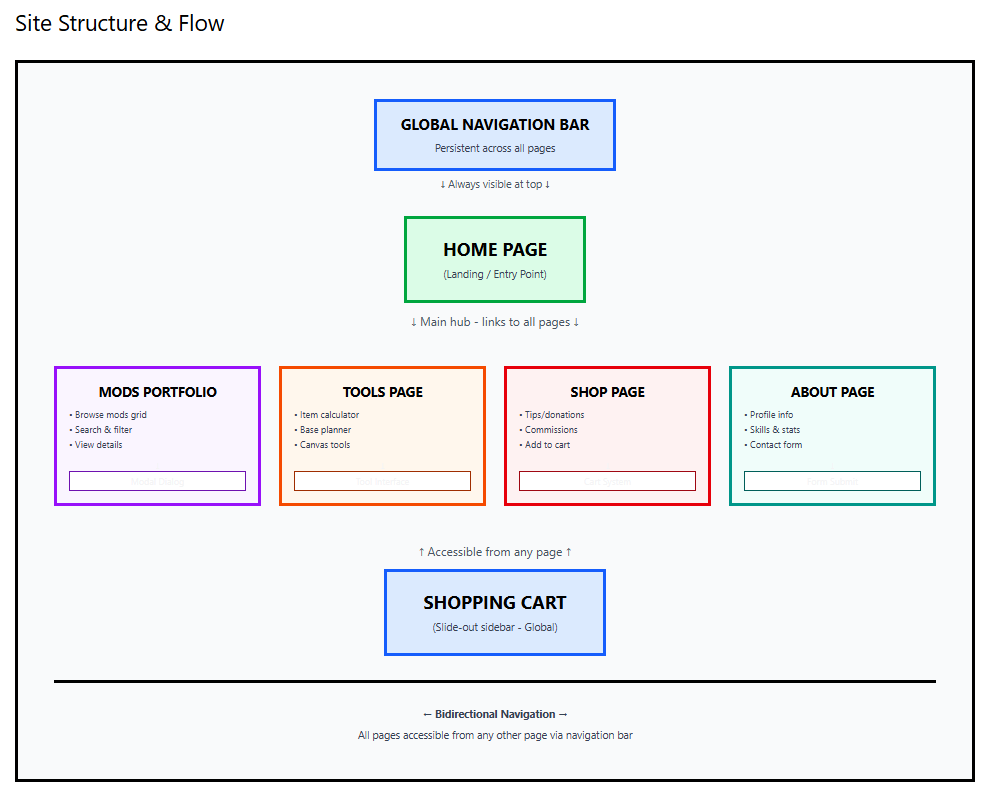 Site Structure & Flow
GLOBAL NAVIGATION BAR
Persistent across all pages
↓ Always visible at top ↓
HOME PAGE
(Landing / Entry Point)
↓ Main hub - links to all pages ↓
MODS PORTFOLIO
• Browse mods grid
• Search & filter
• View details
Modal Dialog
TOOLS PAGE
• Item calculator
• Base planner
• Canvas tools
Tool Interface
SHOP PAGE
• Tips/donations
• Commissions
• Add to cart
Cart System
ABOUT PAGE
• Profile info
• Skills & stats
• Contact form
Form Submit
↑ Accessible from any page ↑
SHOPPING CART
(Slide-out sidebar - Global)
← Bidirectional Navigation →
All pages accessible from any other page via navigation bar